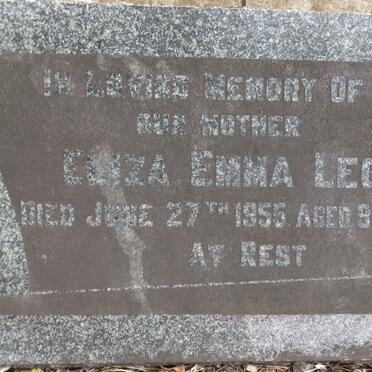 IN LOVING MEMORY OF
OUR MOTHER
ELIZA EMMA
DIED JUNE 27TH 1955. AGED
AT REST